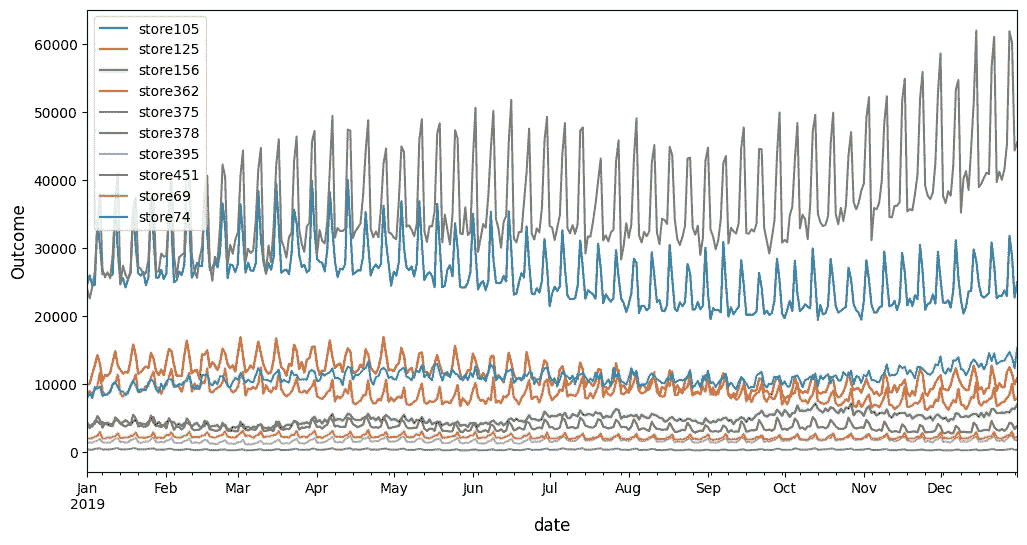 store105
store125
store156
store362
store375
store378
store395
store451
store69
store74
Outcome
60000
50000
40000
30000
20000
10000
0
Jan Feb Mar Apr May Jun Jul Aug Sep Oct Nov Dec
2019
date